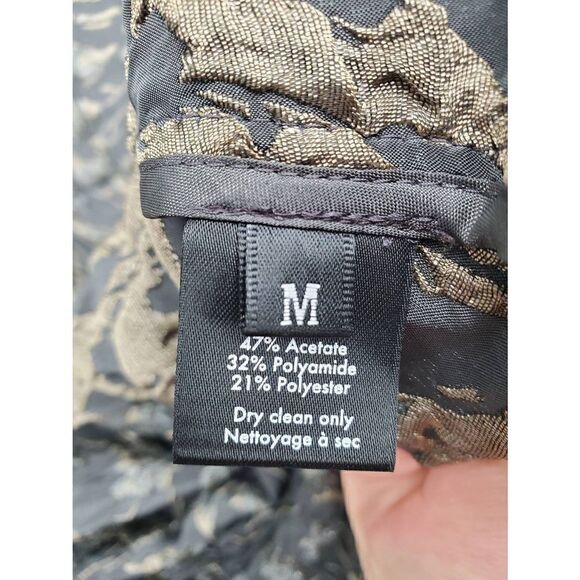 M
47% Acetate
32% Polyamide
21% Polyester
Dry clean only
Nettoyage à sec